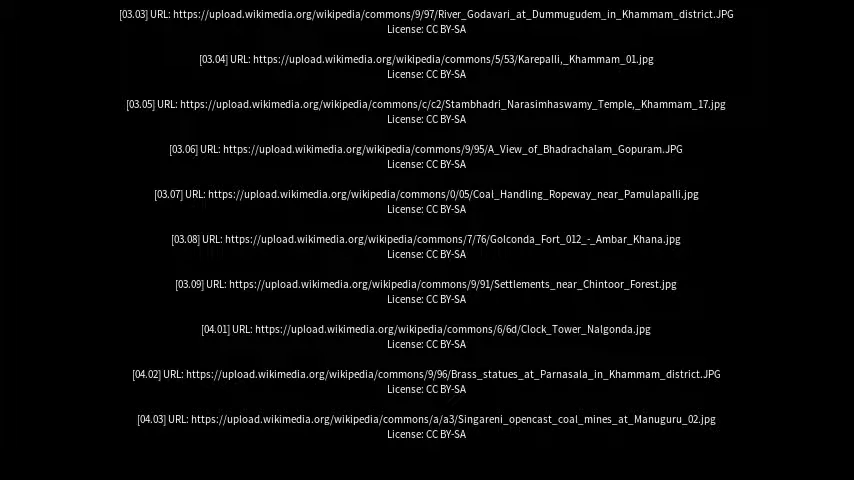 [03.03] URL: https://upload.wikimedia.org/wikipedia/commons/9/97/River_Godavari_at_Dummugudem_in_Khammam_district.JPG
License: CC BY-SA
[03.04] URL: https://upload.wikimedia.org/wikipedia/commons/5/53/Karepalli,_Khammam_01.jpg
License: CC BY-SA
[03.05] URL: https://upload.wikimedia.org/wikipedia/commons/c/c2/Stambhadri_Narasimhaswamy_Temple,_Khammam_17.jpg
License: CC BY-SA
[03.06] URL: https://upload.wikimedia.org/wikipedia/commons/9/95/A_View_of_Bhadrachalam_Gopuram.JPG
License: CC BY-SA
[03.07] URL: https://upload.wikimedia.org/wikipedia/commons/0/05/Coal_Handling_Ropeway_near_Pamulapalli.jpg
License: CC BY-SA
[03.08] URL: https://upload.wikimedia.org/wikipedia/commons/7/76/Golconda_Fort_012_-_Ambar_Khana.jpg
License: CC BY-SA
[03.09] URL: https://upload.wikimedia.org/wikipedia/commons/9/91/Settlements_near_Chintoor_Forest.jpg
License: CC BY-SA
[04.01] URL: https://upload.wikimedia.org/wikipedia/commons/6/6d/Clock_Tower_Nalgonda.jpg
License: CC BY-SA
[04.02] URL: https://upload.wikimedia.org/wikipedia/commons/9/96/Brass_statues_at_Parnasala_in_Khammam_district.JPG
License: CC BY-SA
[04.03] URL: https://upload.wikimedia.org/wikipedia/commons/a/a3/Singareni_opencast_coal_mines_at_Manuguru_02.jpg
License: CC BY-SA